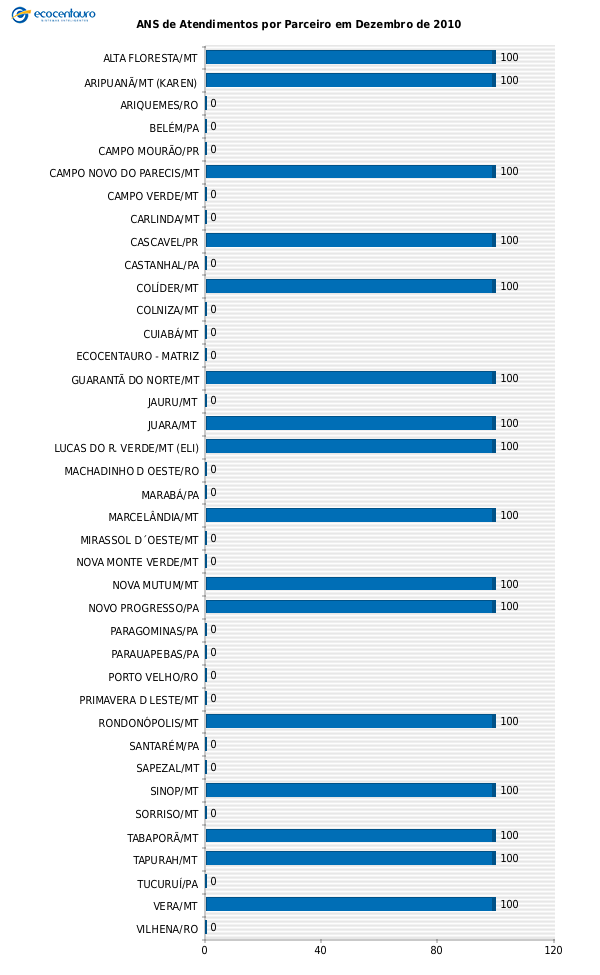 ecocentauro
ANS de Atendimentos por Parceiro em Dezembro de 2010
ALTA FLORESTA/MT 100
ARIPUANÃ/MT (KAREN) 100
ARIQUEMES/RO 0
BELÉM/PA 0
CAMPO MOURÃO/PR 0
CAMPO NOVO DO PARECIS/MT 100
CAMPO VERDE/MT 0
CARLINDA/MT 0
CASCAVEL/PR 100
CASTANHAL/PA 0
COLÍDER/MT 100
COLNIZA/MT 0
CUIABÁ/MT 0
ECOCENTAURO - MATRIZ 0
GUARANTÃ DO NORTE/MT 100
JAURU/MT 0
JUARA/MT 100
LUCAS DO R. VERDE/MT (ELI) 100
MACHADINHO D OESTE/RO 0
MARABÁ/PA 0
MARCELÂNDIA/MT 100
MIRASSOL D´OESTE/MT 0
NOVA MONTE VERDE/MT 0
NOVA MUTUM/MT 100
NOVO PROGRESSO/PA 100
PARAGOMINAS/PA 0
PARAUAPEBAS/PA 0
PORTO VELHO/RO 0
PRIMAVERA D LESTE/MT 0
RONDONÓPOLIS/MT 100
SANTARÉM/PA 0
SAPEZAL/MT 0
SINOP/MT 100
SORRISO/MT 0
TABAPORÃ/MT 100
TAPURAH/MT 100
TUCURUÍ/PA 0
VERA/MT 100
VILHENA/RO 0
0 40 80 120